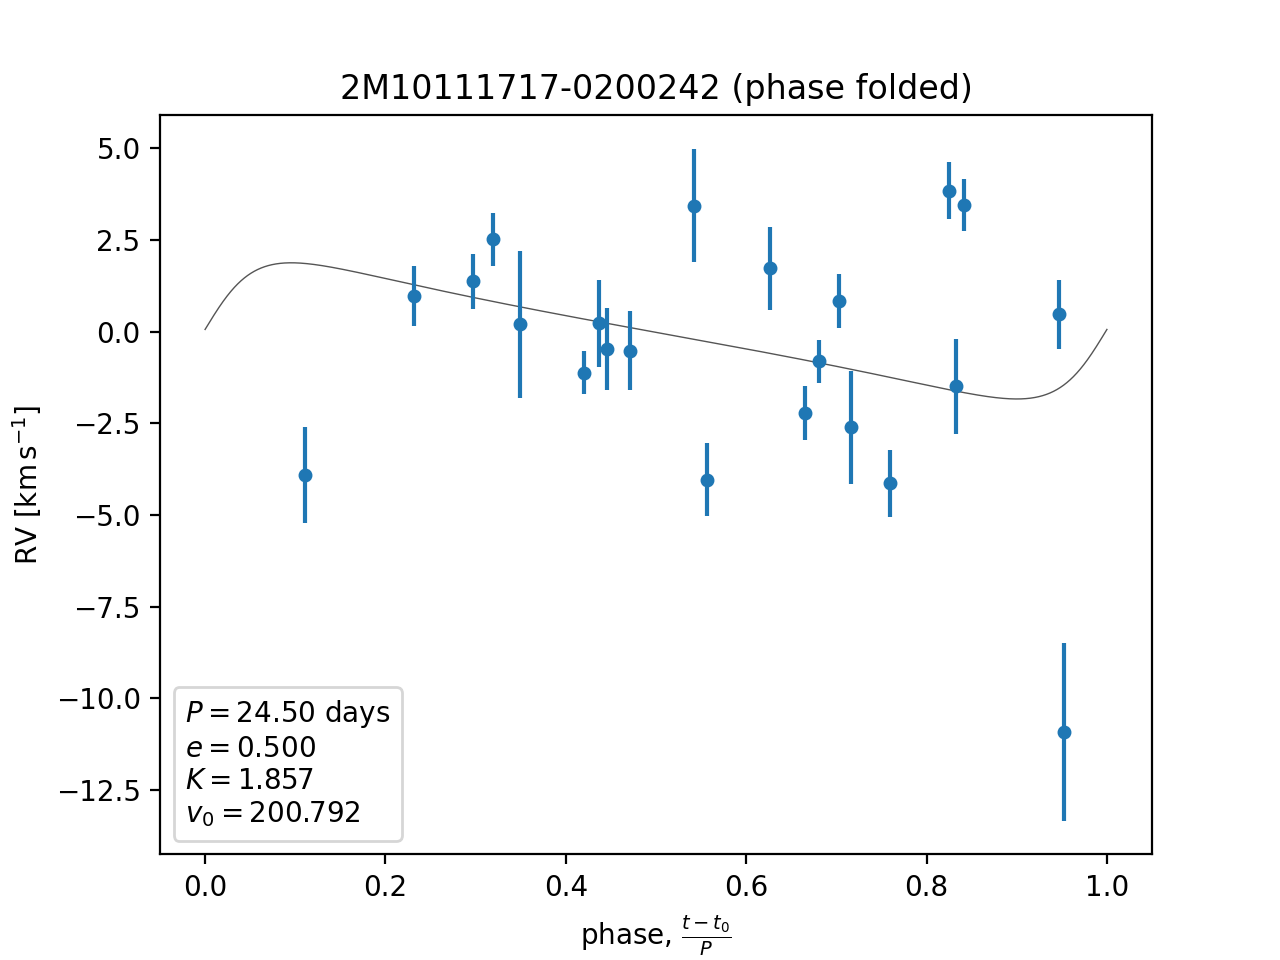 2M10111717-0200242 (phase folded)
RV [km s⁻¹]
5.0
2.5
0.0
−2.5
−5.0
−7.5
−10.0
−12.5
P = 24.50 days
e = 0.500
K = 1.857
v₀ = 200.792
0.0 0.2 0.4 0.6 0.8 1.0
phase, (t − t₀)/P